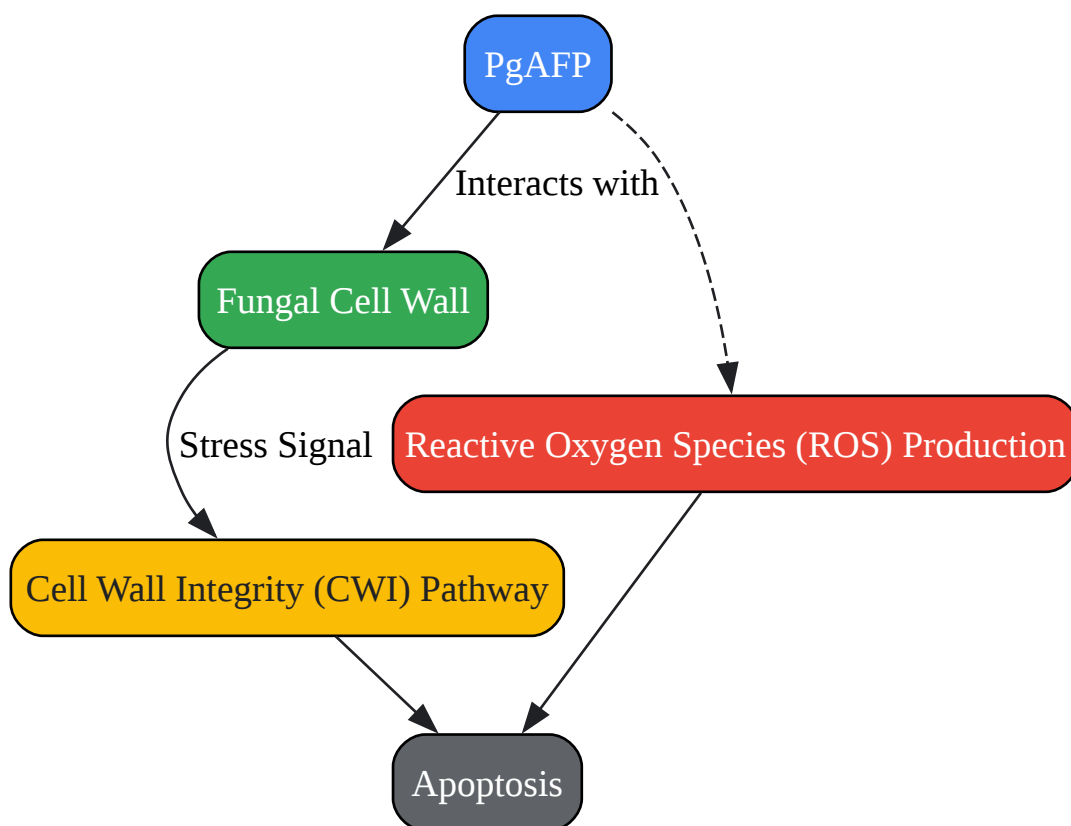 PgAFP
Interacts with
Fungal Cell Wall
Stress Signal
Reactive Oxygen Species (ROS) Production
Cell Wall Integrity (CWI) Pathway
Apoptosis